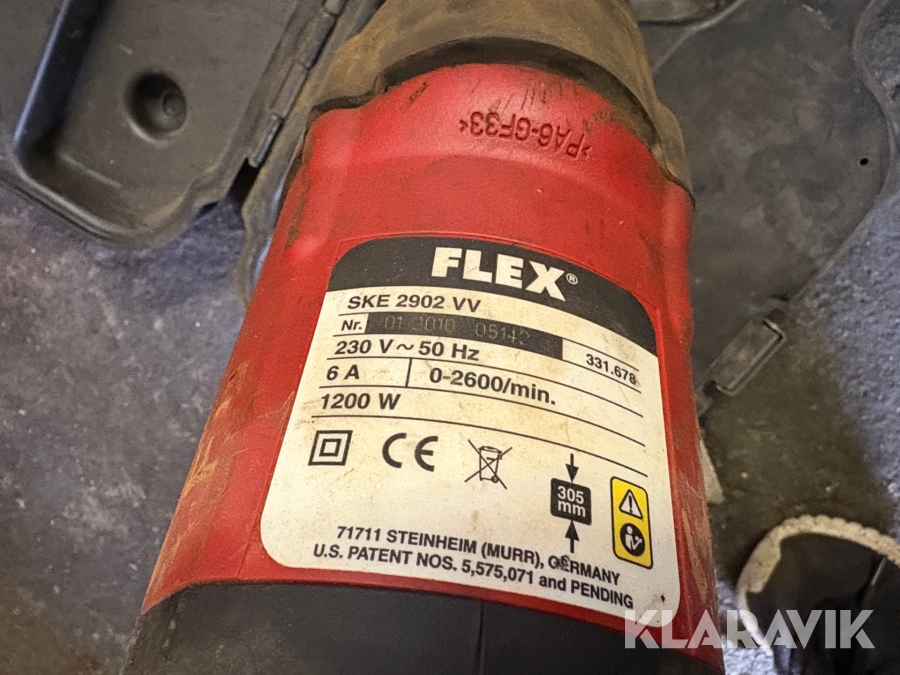 >PA6-GF33<
FLEX®
SKE 2902 VV
Nr. 331.678
230 V ~ 50 Hz
6 A 0-2600/min.
1200 W
CE
305
mm
71711 STEINHEIM (MURR), GERMANY
U.S. PATENT NOS. 5,575,071 and PENDING
KLARAVIK